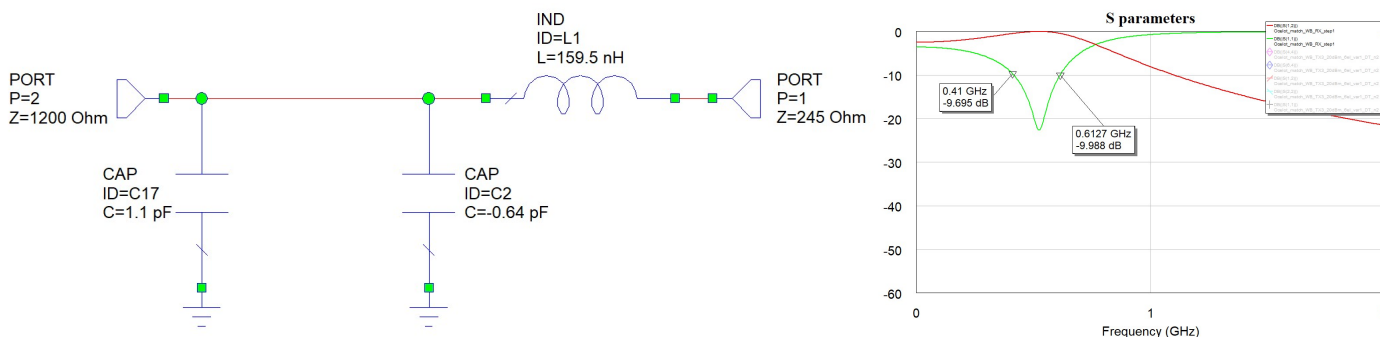 IND
ID=L1
L=159.5 nH
PORT
P=2
Z=1200 Ohm
PORT
P=1
Z=245 Ohm
CAP
ID=C17
C=1.1 pF
CAP
ID=C2
C=-0.64 pF
S parameters
0
-10
-20
-30
-40
-50
-60
0.41 GHz
-9.695 dB
0.6127 GHz
-9.988 dB
0
1
Frequency (GHz)